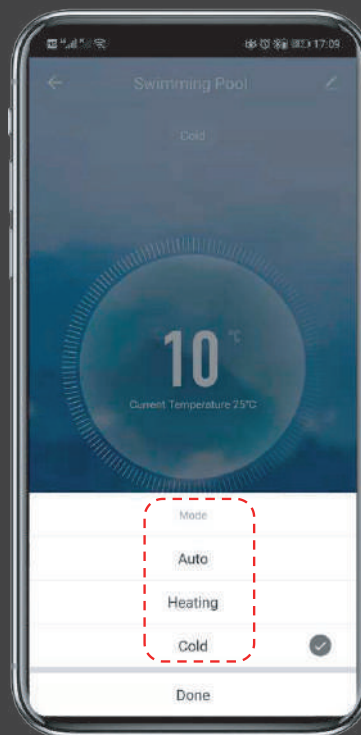 17:09
Swimming Pool
Cold
10 °C
Current Temperature 25°C
Mode
Auto
Heating
Cold
Done